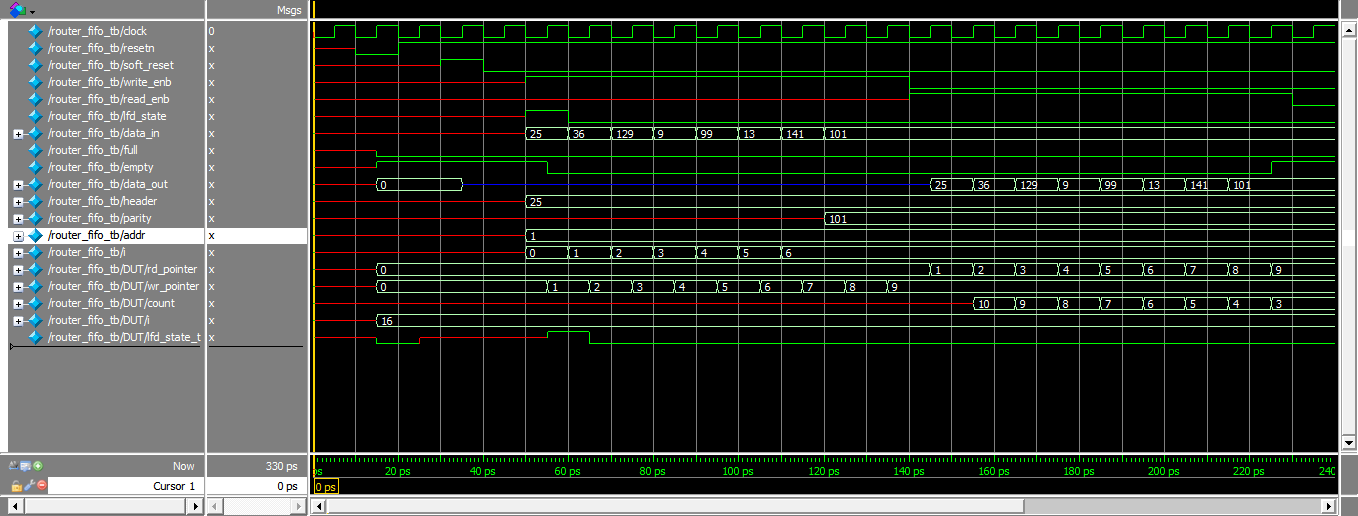 Msgs
/router_fifo_tb/clock 0
/router_fifo_tb/resetn x
/router_fifo_tb/soft_reset x
/router_fifo_tb/write_enb x
/router_fifo_tb/read_enb x
/router_fifo_tb/lfd_state x
/router_fifo_tb/data_in x 25 36 129 9 99 13 141 101
/router_fifo_tb/full x
/router_fifo_tb/empty x
/router_fifo_tb/data_out x 0 25 36 129 9 99 13 141 101
/router_fifo_tb/header x 25
/router_fifo_tb/parity x 101
/router_fifo_tb/addr x 1
/router_fifo_tb/i x 0 1 2 3 4 5 6
/router_fifo_tb/DUT/rd_pointer x 0 1 2 3 4 5 6 7 8 9
/router_fifo_tb/DUT/wr_pointer x 0 1 2 3 4 5 6 7 8 9
/router_fifo_tb/DUT/count x 10 9 8 7 6 5 4 3
/router_fifo_tb/DUT/i x 16
/router_fifo_tb/DUT/lfd_state_t x
Now 330 ps ps 20 ps 40 ps 60 ps 80 ps 100 ps 120 ps 140 ps 160 ps 180 ps 200 ps 220 ps 240
Cursor 1 0 ps 0 ps